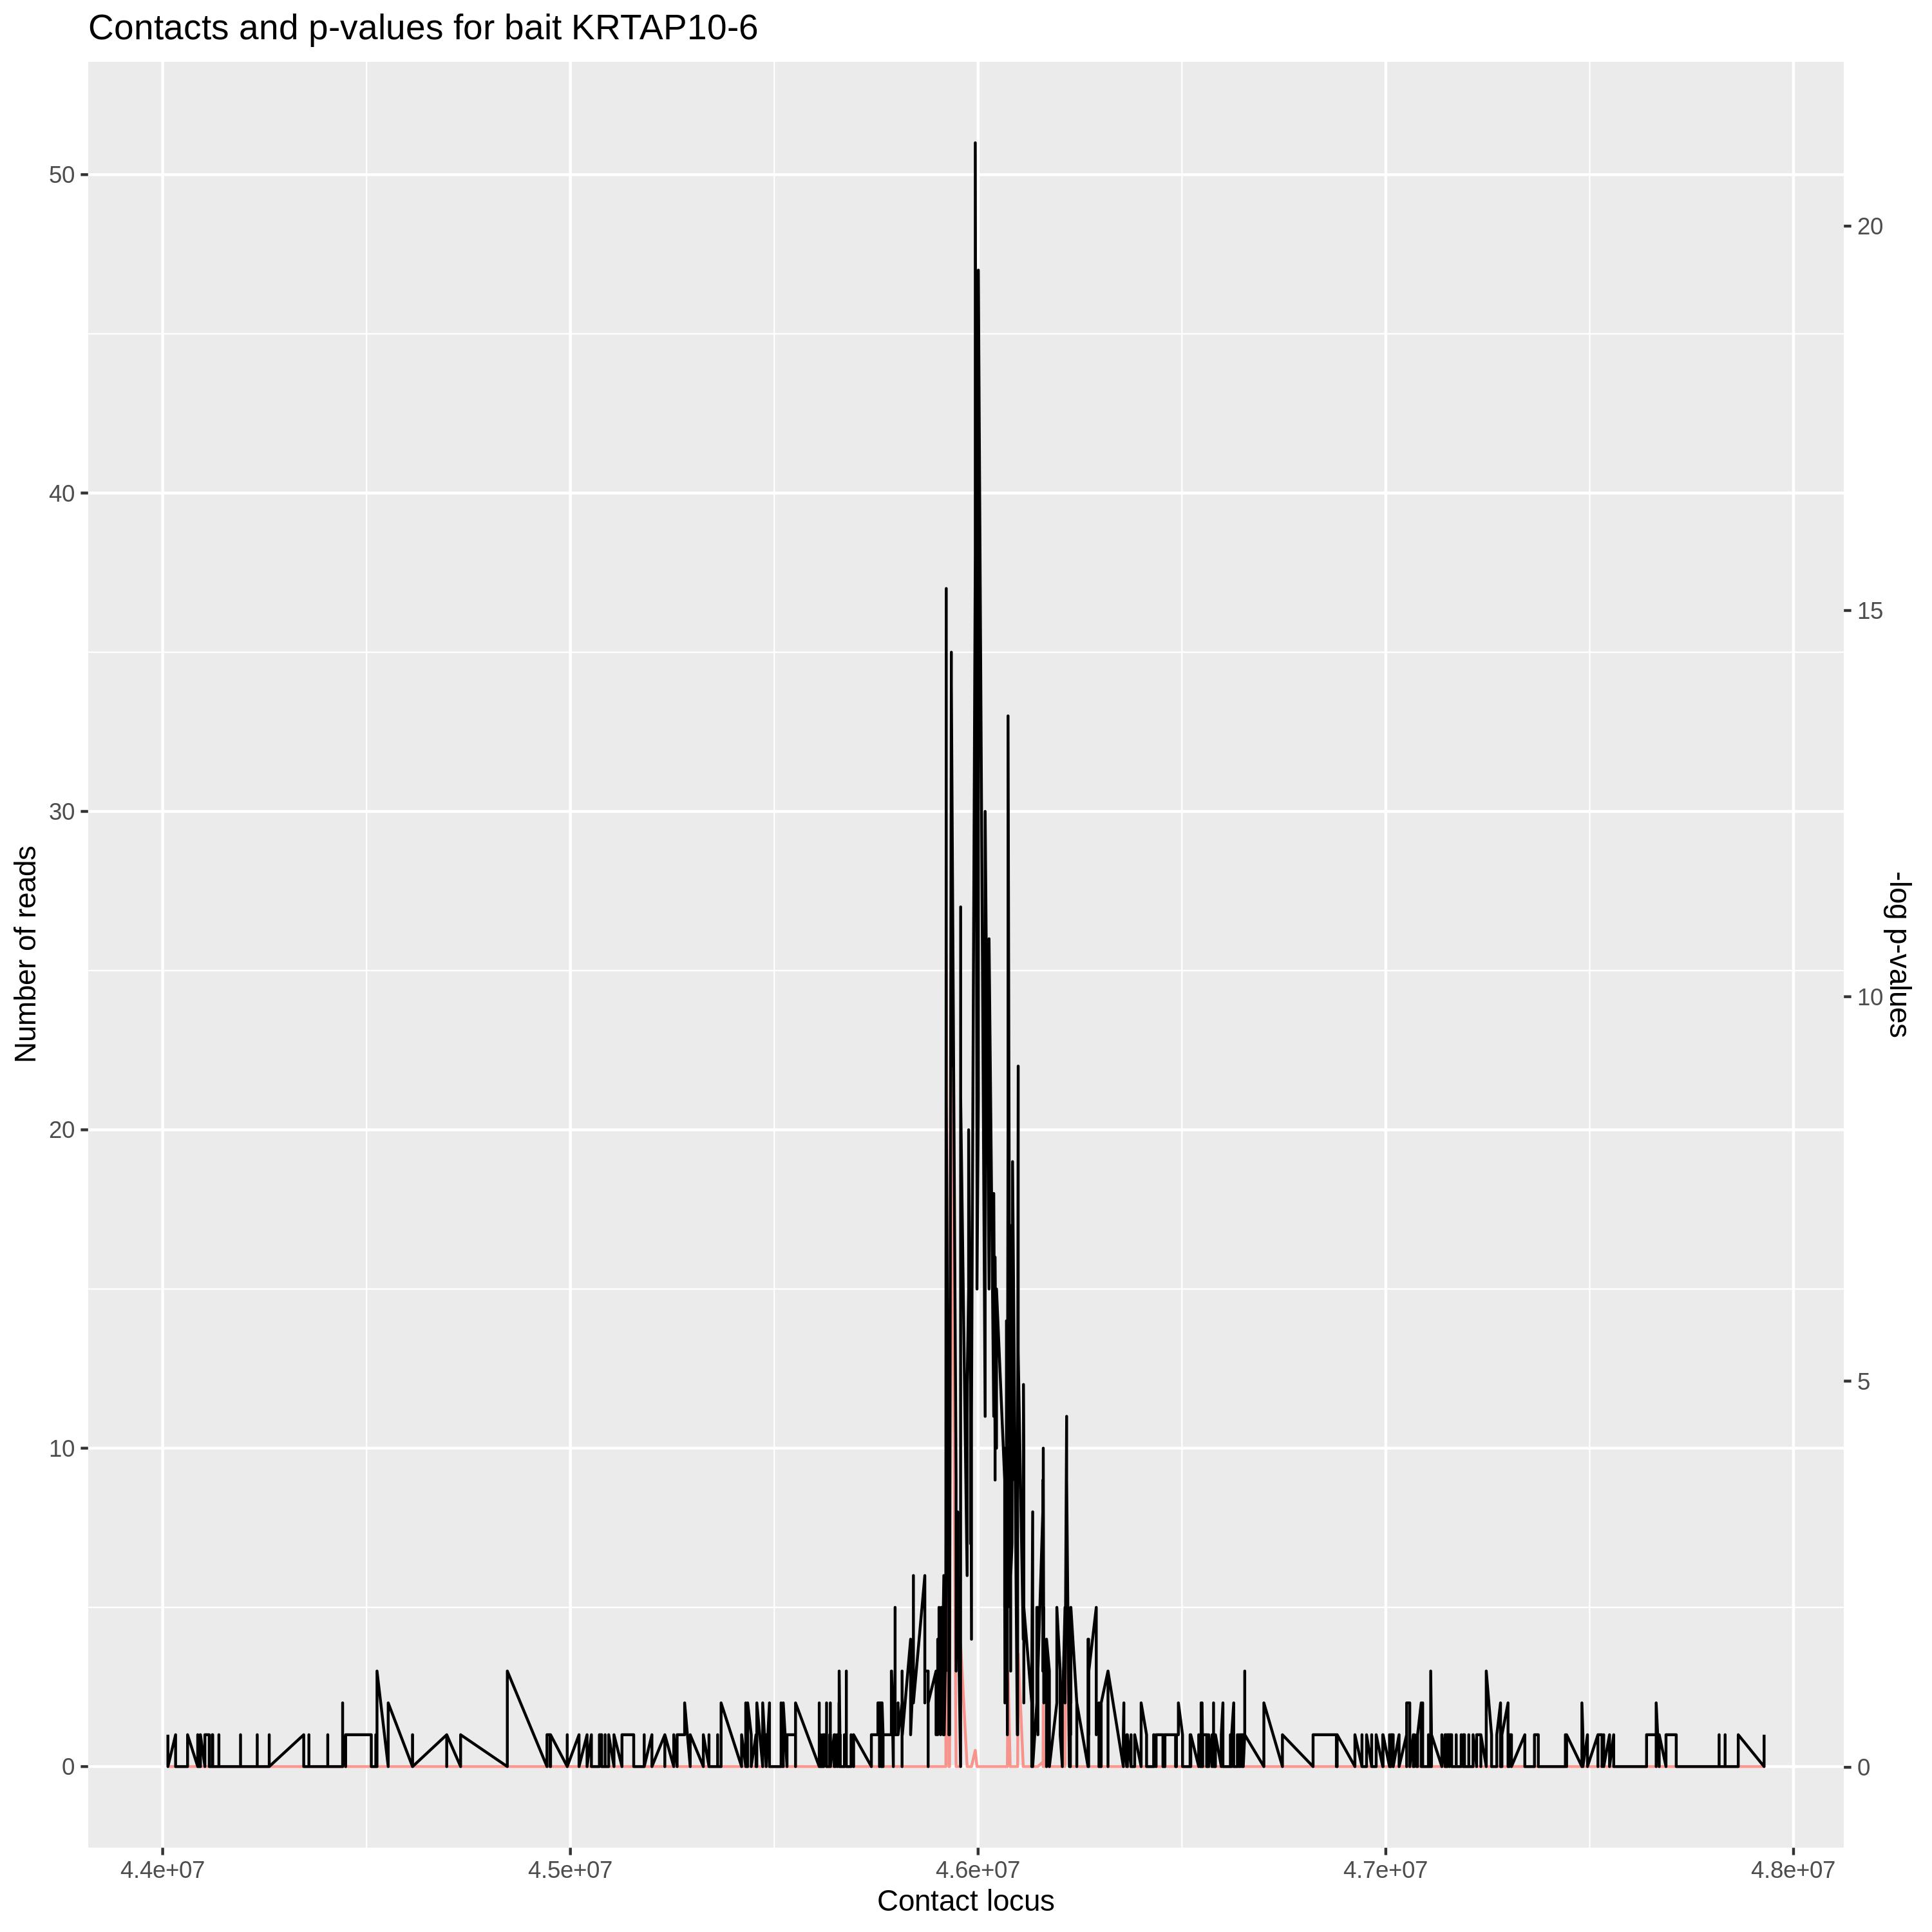 Contacts and p-values for bait KRTAP10-6
50
40
30
20
10
0
Number of reads
20
15
10
5
0
-log p-values
4.4e+07
4.5e+07
4.6e+07
4.7e+07
4.8e+07
Contact locus